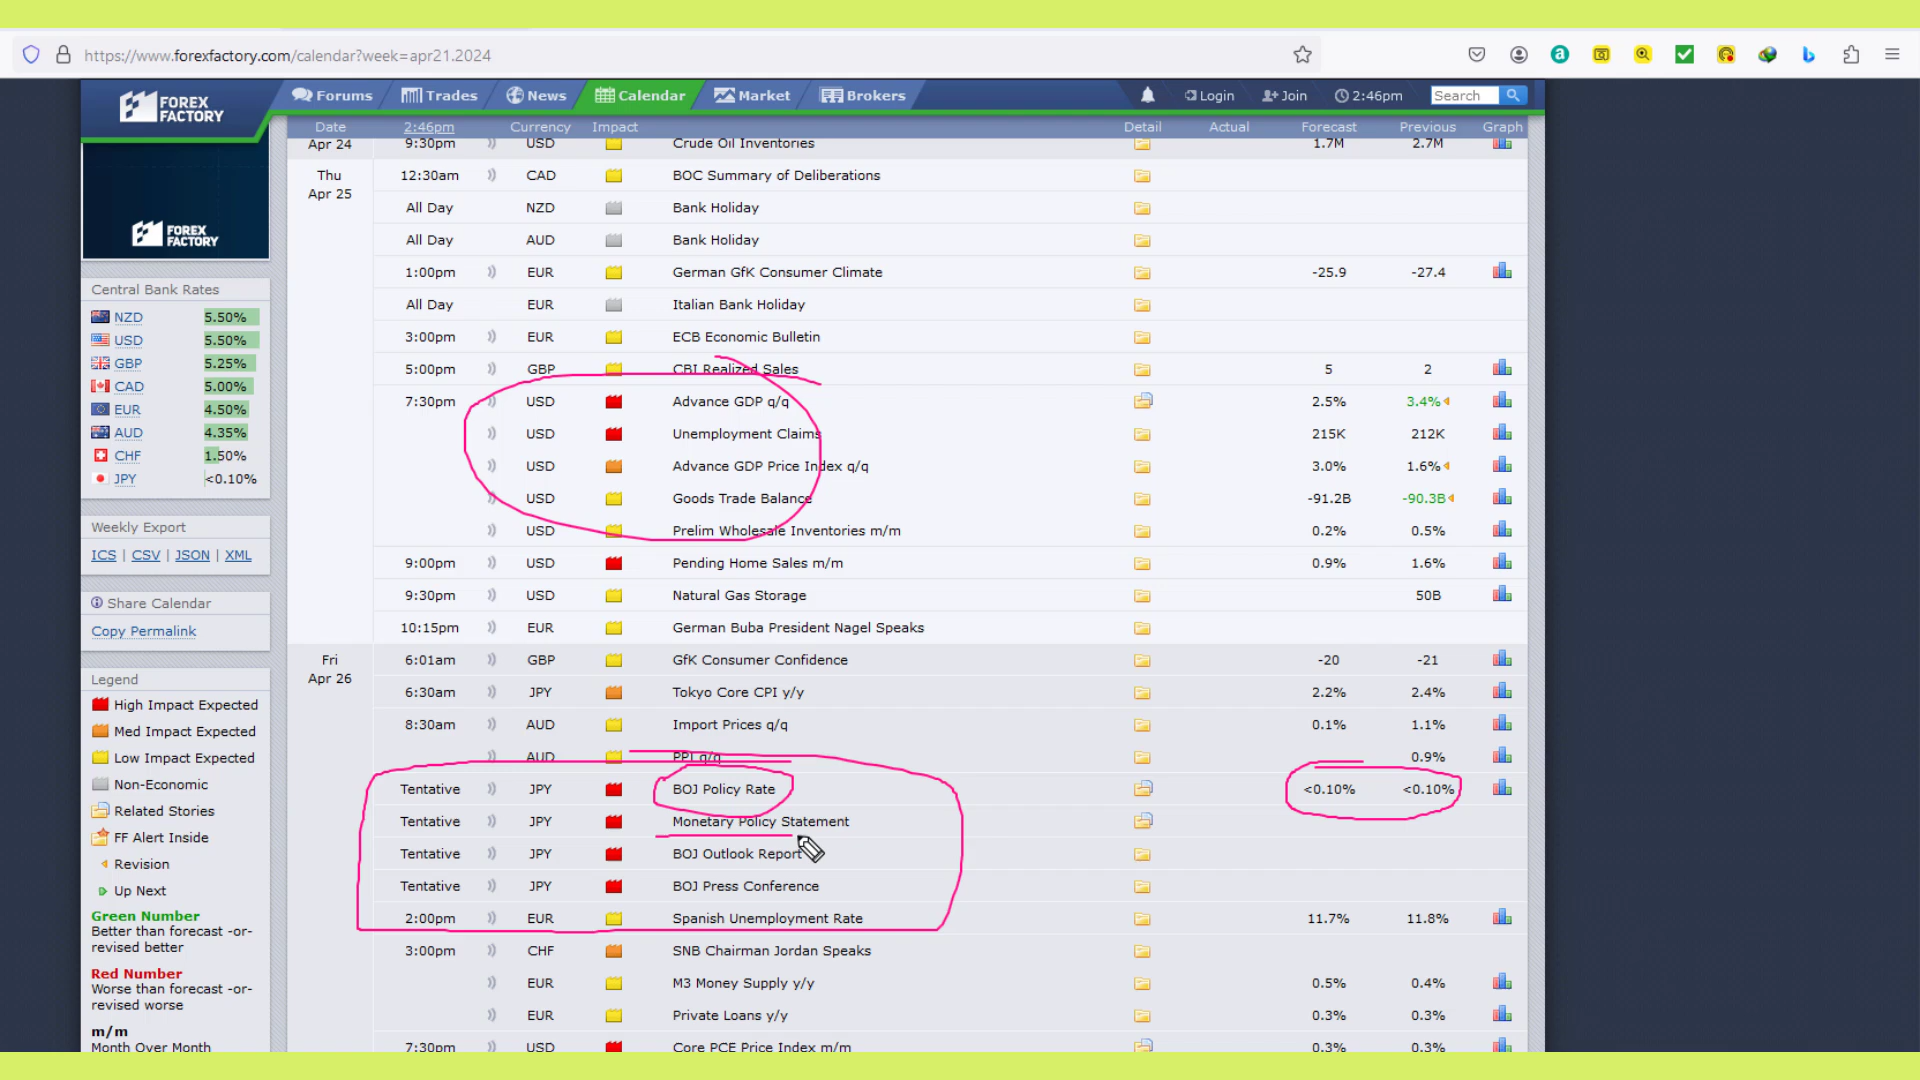 https://www.forexfactory.com/calendar?week=apr21.2024
FOREX FACTORY
Forums Trades News Calendar Market Brokers Login Join 2:46pm Search
Date 2:46pm Currency Impact Detail Actual Forecast Previous Graph
Apr 24 9:30pm USD Crude Oil Inventories 1.7M 2.7M
Thu Apr 25 12:30am CAD BOC Summary of Deliberations
All Day NZD Bank Holiday
All Day AUD Bank Holiday
1:00pm EUR German GfK Consumer Climate -25.9 -27.4
All Day EUR Italian Bank Holiday
3:00pm EUR ECB Economic Bulletin
5:00pm GBP CBI Realized Sales 5 2
7:30pm USD Advance GDP q/q 2.5% 3.4%
USD Unemployment Claims 215K 212K
USD Advance GDP Price Index q/q 3.0% 1.6%
USD Goods Trade Balance -91.2B -90.3B
USD Prelim Wholesale Inventories m/m 0.2% 0.5%
9:00pm USD Pending Home Sales m/m 0.9% 1.6%
9:30pm USD Natural Gas Storage 50B
10:15pm EUR German Buba President Nagel Speaks
Fri Apr 26 6:01am GBP GfK Consumer Confidence -20 -21
6:30am JPY Tokyo Core CPI y/y 2.2% 2.4%
8:30am AUD Import Prices q/q 0.1% 1.1%
AUD PPI q/q 0.9%
Tentative JPY BOJ Policy Rate <0.10% <0.10%
Tentative JPY Monetary Policy Statement
Tentative JPY BOJ Outlook Report
Tentative JPY BOJ Press Conference
2:00pm EUR Spanish Unemployment Rate 11.7% 11.8%
3:00pm CHF SNB Chairman Jordan Speaks
EUR M3 Money Supply y/y 0.5% 0.4%
EUR Private Loans y/y 0.3% 0.3%
7:30pm USD Core PCE Price Index m/m 0.3% 0.3%
FOREX FACTORY
Central Bank Rates
NZD 5.50%
USD 5.50%
GBP 5.25%
CAD 5.00%
EUR 4.50%
AUD 4.35%
CHF 1.50%
JPY <0.10%
Weekly Export
ICS | CSV | JSON | XML
Share Calendar
Copy Permalink
Legend
High Impact Expected
Med Impact Expected
Low Impact Expected
Non-Economic
Related Stories
FF Alert Inside
Revision
Up Next
Green Number
Better than forecast -or-
revised better
Red Number
Worse than forecast -or-
revised worse
m/m
Month Over Month